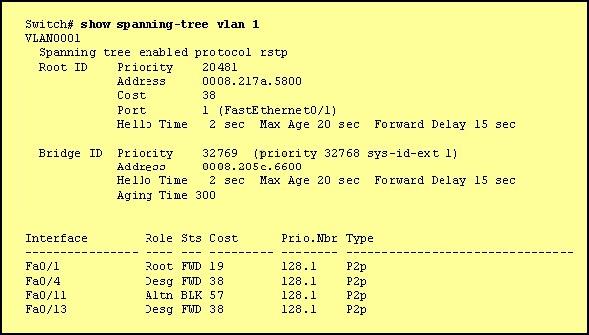 Switch# show spanning-tree vlan 1
VLAN0001
Spanning tree enabled protocol rstp
Root ID Priority 20481
Address 0008.217a.5800
Cost 38
Port 1 (FastEthernet0/1)
Hello Time 2 sec Max Age 20 sec Forward Delay 15 sec
Bridge ID Priority 32769 (priority 32768 sys-id-ext 1)
Address 0008.205e.6600
Hello Time 2 sec Max Age 20 sec Forward Delay 15 sec
Aging Time 300
Interface Role Sts Cost Prio.Nbr Type
---------------- ---- --- --------- -------- --------------------------------
Fa0/1 Root FWD 19 128.1 P2p
Fa0/4 Desg FWD 38 128.1 P2p
Fa0/11 Altn BLK 57 128.1 P2p
Fa0/13 Desg FWD 38 128.1 P2p